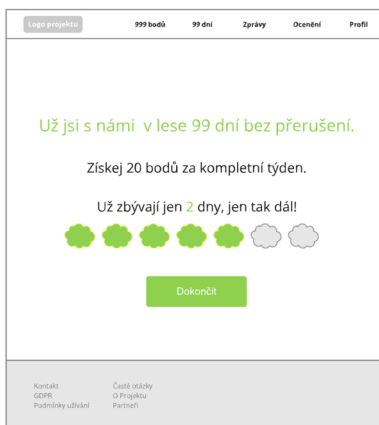 Logo projektu 999 bodů 99 dní Zprávy Ocenění Profil
Už jsi s námi v lese 99 dní bez přerušení.
Získej 20 bodů za kompletní týden.
Už zbývají jen 2 dny, jen tak dál!
Dokončit
Kontakt Časté otázky
GDPR O Projektu
Podmínky užívání Partneři